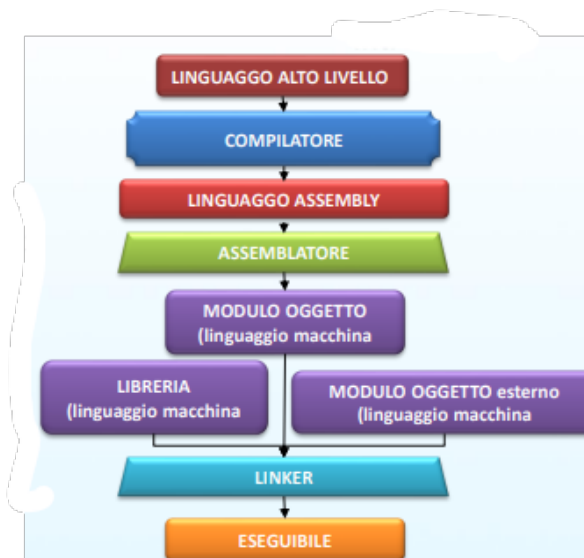 LINGUAGGO ALTO LIVELLO
COMPILATORE
LINGUAGGO ASSEMBLY
ASSEMBLATORE
MODULO OGGETTO
(linguaggio macchina
LIBRERIA
(linguaggio macchina
MODULO OGGETTO esterno
(linguaggio macchina
LINKER
ESEGUIBILE